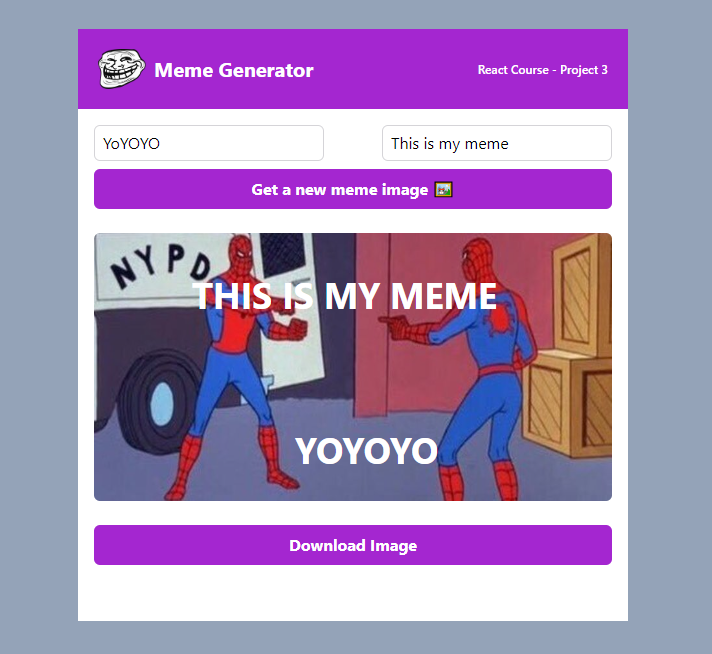 Meme Generator
React Course - Project 3
YoYOYO
This is my meme
Get a new meme image 🖼️
NYPD
THIS IS MY MEME
YOYOYO
Download Image